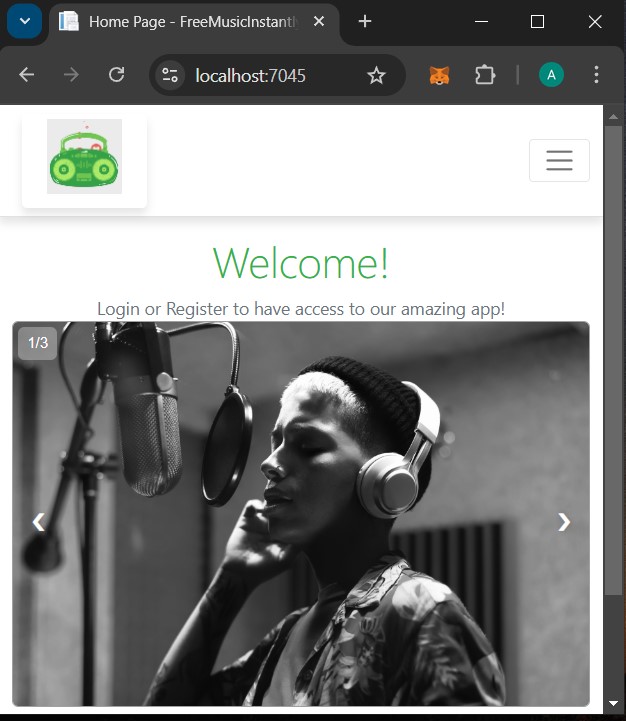 Home Page - FreeMusicInstantl
localhost:7045
A
Welcome!
Login or Register to have access to our amazing app!
1/3